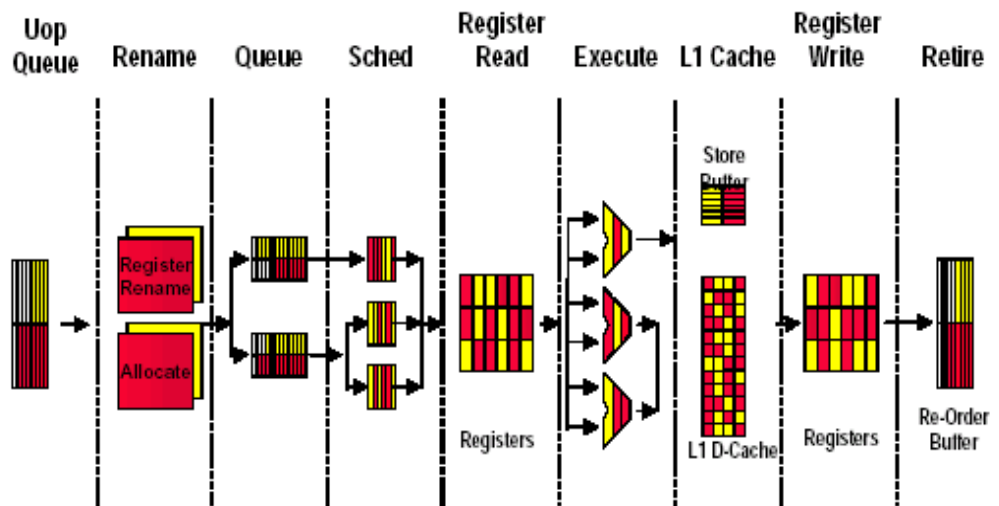 Uop
Queue
Rename
Queue
Sched
Register
Read
Execute
L1 Cache
Register
Write
Retire
Store
Buffer
Register
Rename
Allocate
Registers
L1 D-Cache
Registers
Re-Order
Buffer